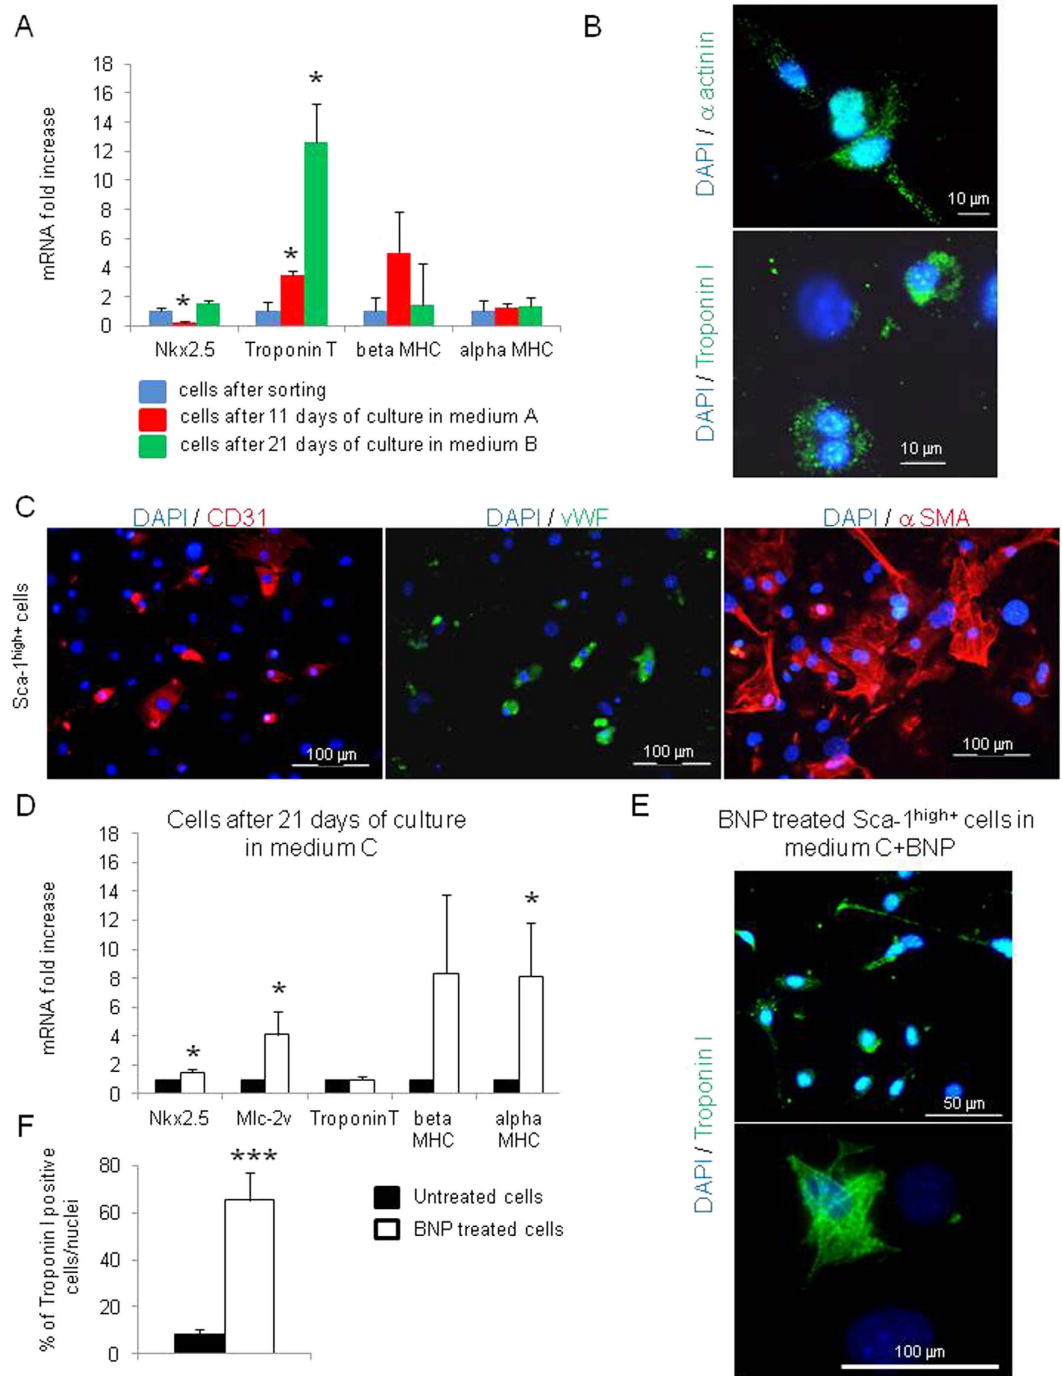 A
18
16
14
12
10
8
6
4
2
0
mRNA fold increase
*
*
*
Nkx2.5 Troponin T beta MHC alpha MHC
cells after sorting
cells after 11 days of culture in medium A
cells after 21 days of culture in medium B
B
DAPI / α actinin
10 µm
DAPI / Troponin I
10 µm
C
DAPI / CD31
DAPI / vWF
DAPI / α SMA
Sca-1high+ cells
100 µm
100 µm
100 µm
D
Cells after 21 days of culture
in medium C
18
16
14
12
10
8
6
4
2
0
mRNA fold increase
*
*
*
Nkx2.5 Mlc-2v Troponin T beta MHC alpha MHC
E
BNP treated Sca-1high+ cells in
medium C+BNP
DAPI / Troponin I
50 µm
100 µm
F
80
60
40
20
0
% of Troponin I positive
cells/nuclei
***
Untreated cells
BNP treated cells